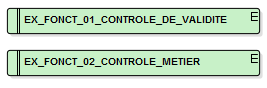 EX_FONCT_01_CONTROLE_DE_VALIDITE
EX_FONCT_02_CONTROLE_METIER